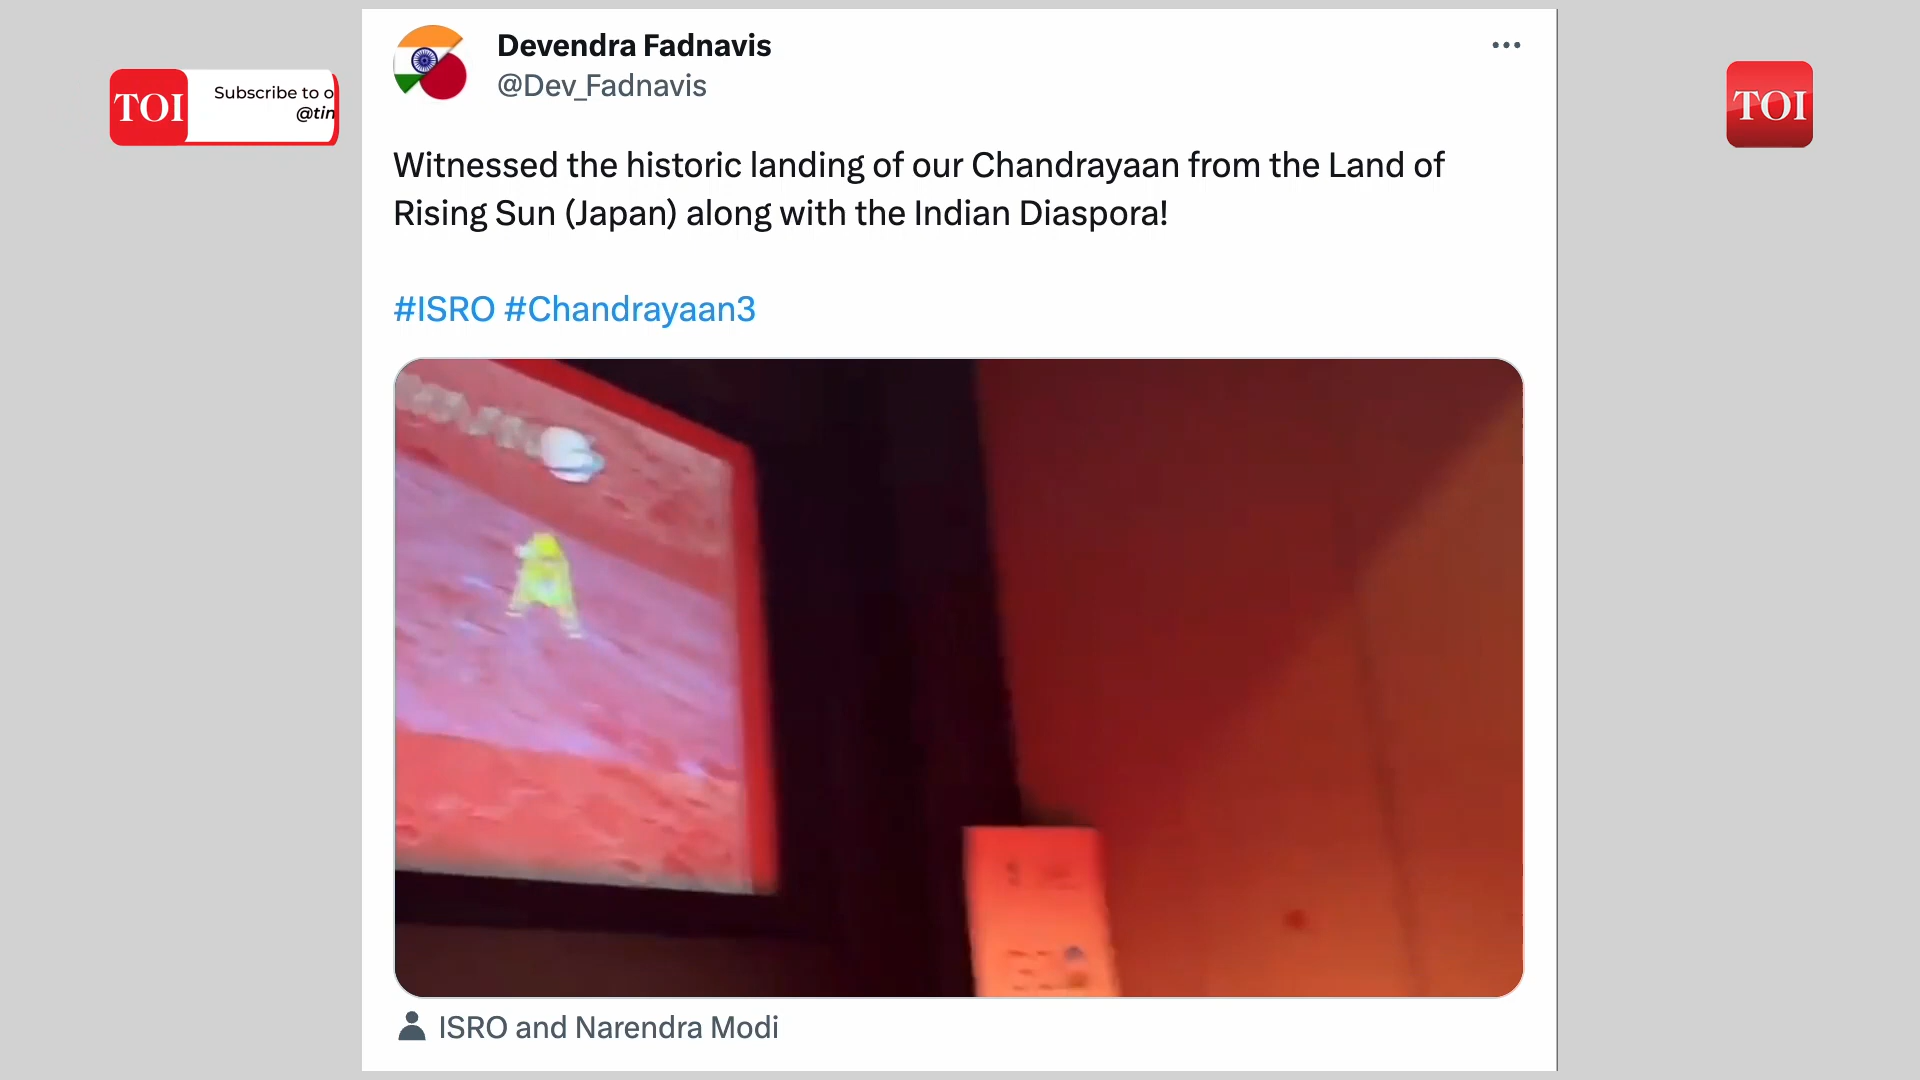 Devendra Fadnavis
@Dev_Fadnavis
TOI
Subscribe to o
@tin
TOI
Witnessed the historic landing of our Chandrayaan from the Land of
Rising Sun (Japan) along with the Indian Diaspora!
#ISRO #Chandrayaan3
ISRO and Narendra Modi